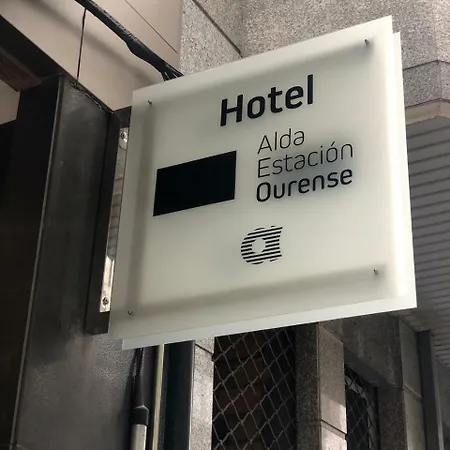 Hotel
Alda
Estación
Ourense